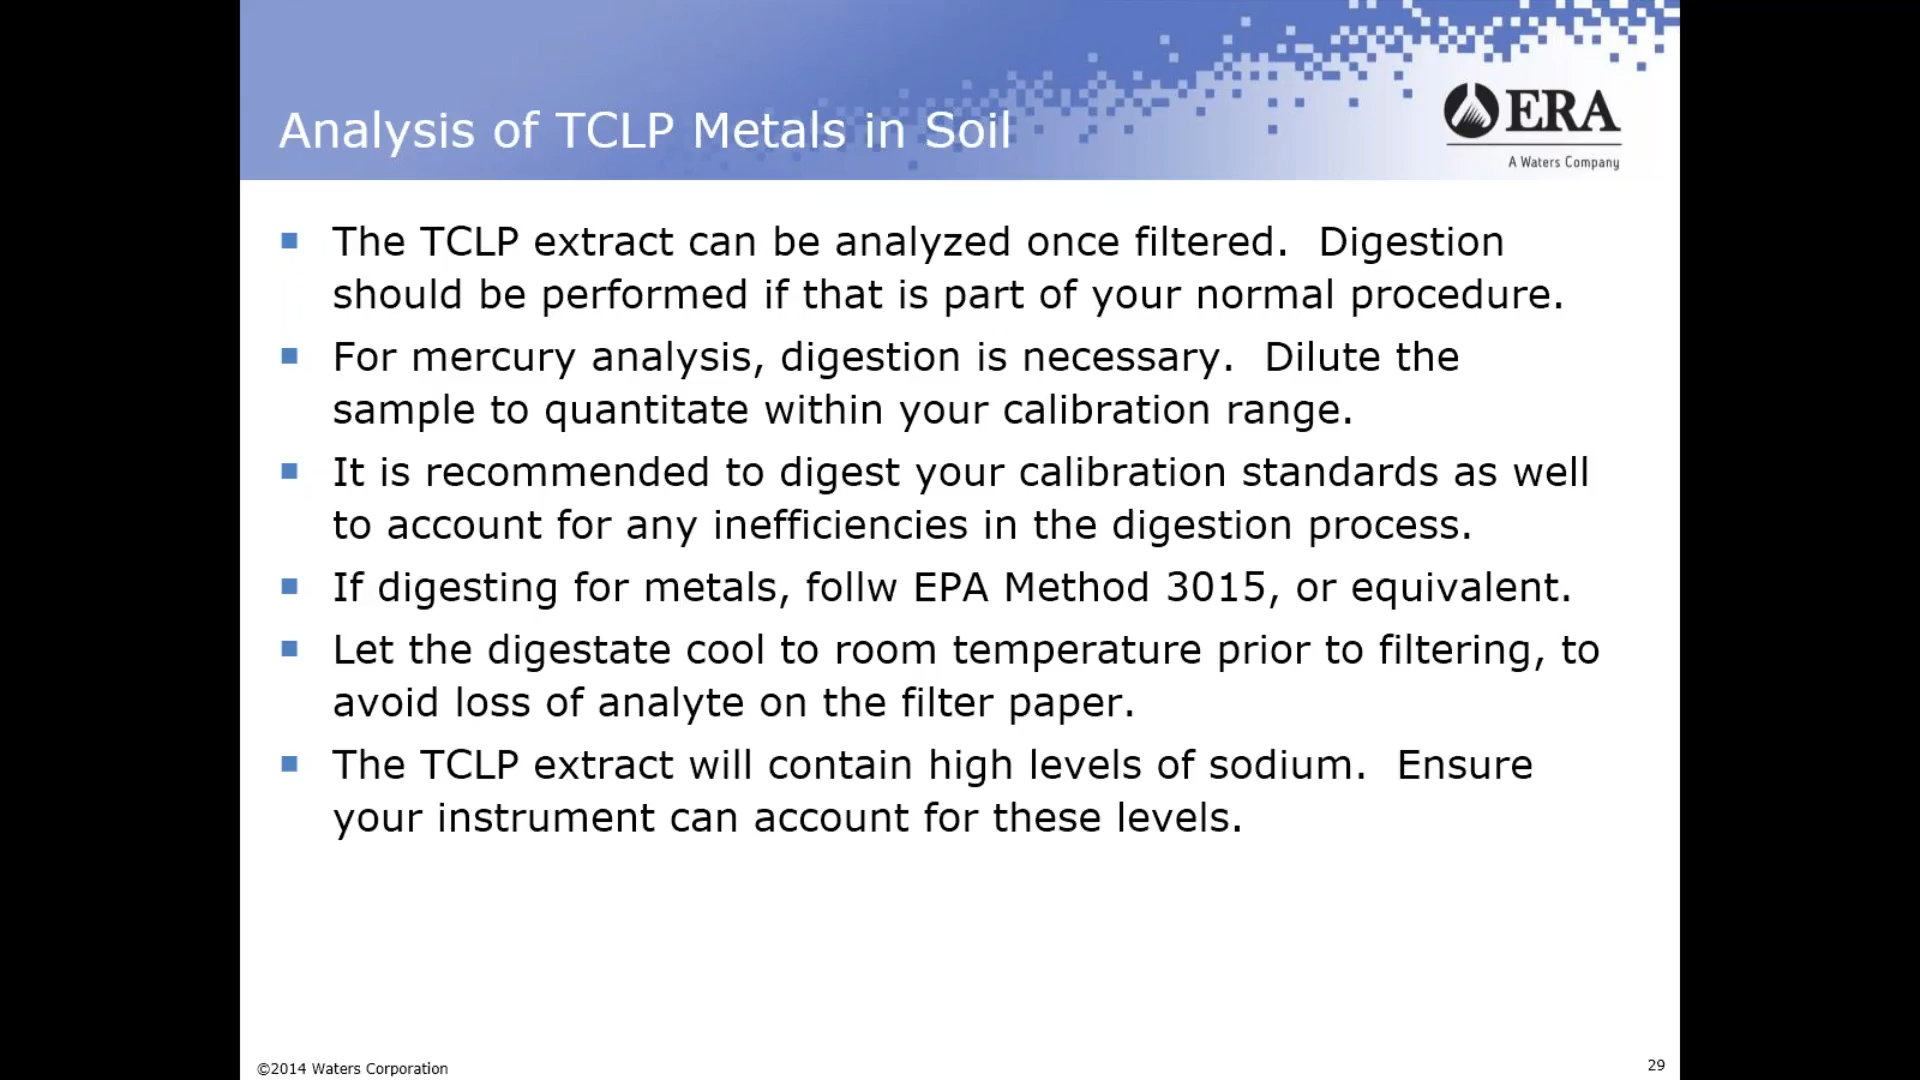 Analysis of TCLP Metals in Soil
ERA
A Waters Company
▪ The TCLP extract can be analyzed once filtered.  Digestion
should be performed if that is part of your normal procedure.
▪ For mercury analysis, digestion is necessary.  Dilute the
sample to quantitate within your calibration range.
▪ It is recommended to digest your calibration standards as well
to account for any inefficiencies in the digestion process.
▪ If digesting for metals, follw EPA Method 3015, or equivalent.
▪ Let the digestate cool to room temperature prior to filtering, to
avoid loss of analyte on the filter paper.
▪ The TCLP extract will contain high levels of sodium.  Ensure
your instrument can account for these levels.
©2014 Waters Corporation
29